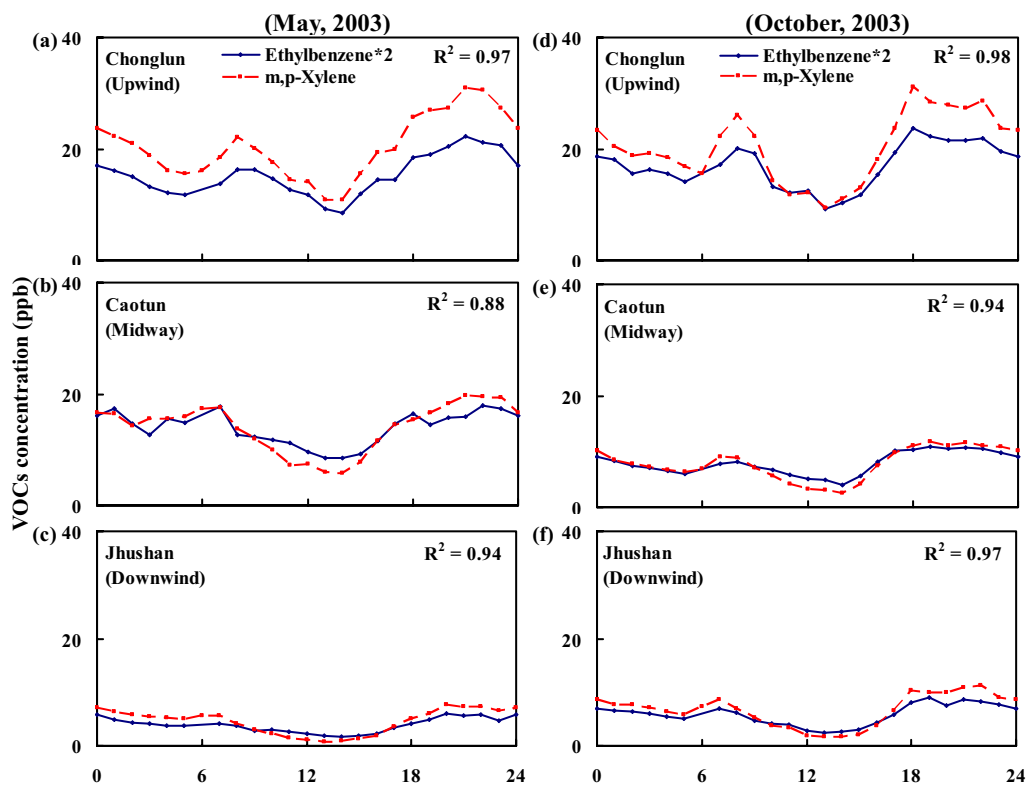 (May, 2003)
(October, 2003)
(a)
40
20
0
Chonglun
(Upwind)
Ethylbenzene*2
m,p-Xylene
R² = 0.97
(d)
40
20
0
Chonglun
(Upwind)
Ethylbenzene*2
m,p-Xylene
R² = 0.98
VOCs concentration (ppb)
(b)
40
20
0
Caotun
(Midway)
R² = 0.88
(e)
40
20
0
Caotun
(Midway)
R² = 0.94
(c)
40
20
0
Jhushan
(Downwind)
R² = 0.94
(f)
40
20
0
Jhushan
(Downwind)
R² = 0.97
0 6 12 18 24
0 6 12 18 24